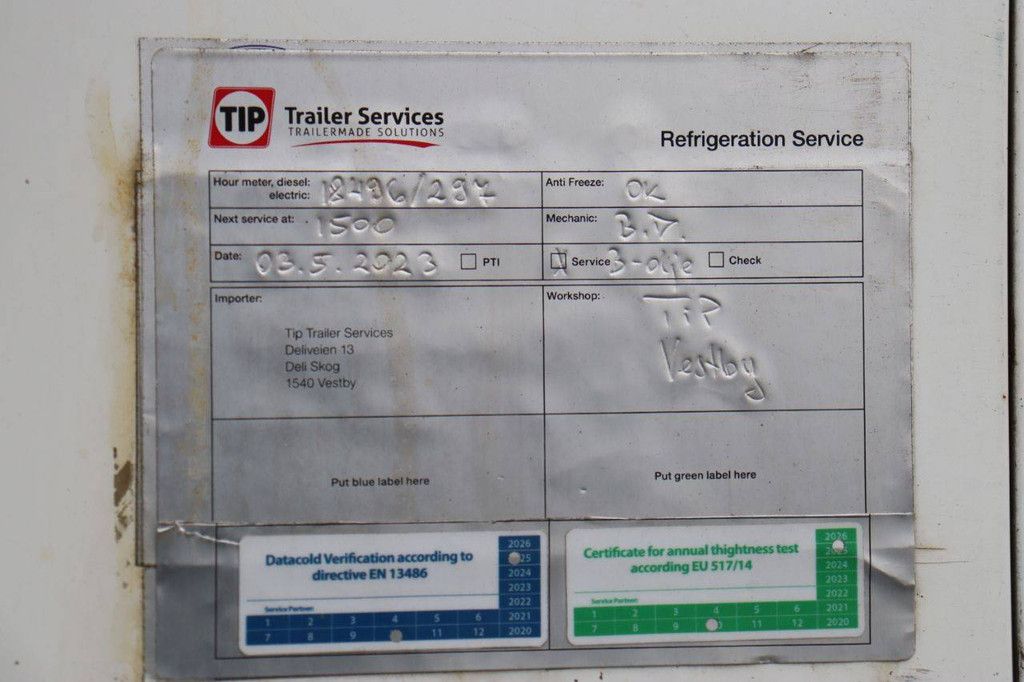 TIP Trailer Services
TRAILERMADE SOLUTIONS
Refrigeration Service
Hour meter, diesel: electric: 18496/297
Anti Freeze: OK
Next service at: 1500
Mechanic: B.T.
Date: 03.5.2023 PTI
Service 3-olje Check
Importer:
Tip Trailer Services
Deliveien 13
Deli Skog
1540 Vestby
Workshop: TiP
Vestby
Put blue label here
Put green label here
Datacold Verification according to
directive EN 13486
Service Partner:
2026
25
2024
2023
2022
1 2 3 4 5 6 2021
7 8 9 11 12 2020
Certificate for annual thightness test
according EU 517/14
Service Partner:
2026
2024
2023
2022
1 2 3 4 5 6 2021
7 8 9 11 12 2020